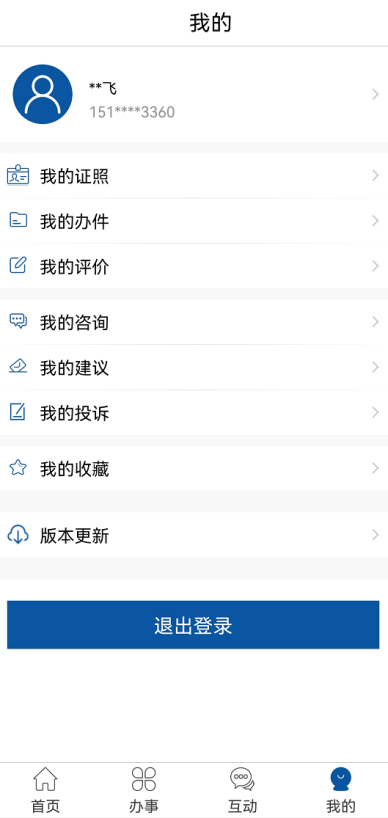 我的
**飞
151****3360
我的证照
我的办件
我的评价
我的咨询
我的建议
我的投诉
我的收藏
版本更新
退出登录
首页
办事
互动
我的